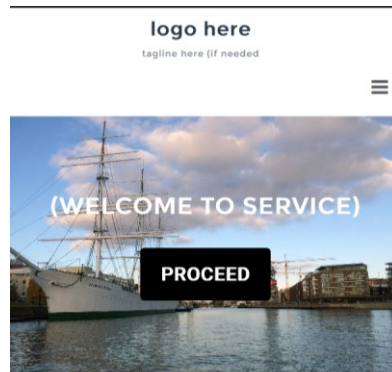 logo here
tagline here (if needed
(WELCOME TO SERVICE)
PROCEED